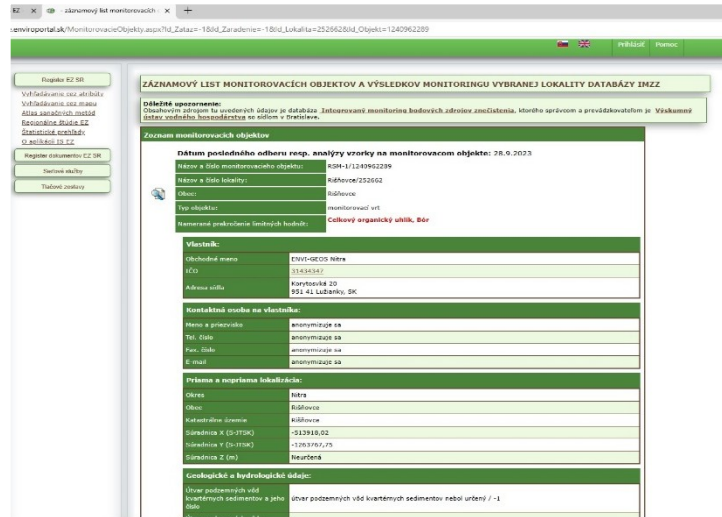 EZ
- záznamový list monitorovacích
.enviroportal.sk/MonitorovacieObjekty.aspx?Id_Zataz=-1&Id_Zaradenie=-1&Id_Lokalita=252662&Id_Objekt=1240962289
Prihlásiť Pomoc
Register EZ SR
Vyhľadávanie cez atribúty
Vyhľadávanie cez mapu
Atlas sanačných metód
Regionálne štúdie EZ
Štatistické prehľady
O aplikácii IS EZ
Register dokumentov EZ SR
Sieťové služby
Tlačové zostavy
ZÁZNAMOVÝ LIST MONITOROVACÍCH OBJEKTOV A VÝSLEDKOV MONITORINGU VYBRANEJ LOKALITY DATABÁZY IMZZ
Dôležité upozornenie:
Obsahovým zdrojom tu uvedených údajov je databáza Integrovaný monitoring bodových zdrojov znečistenia, ktorého správcom a prevádzkovateľom je Výskumný
ústav vodného hospodárstva so sídlom v Bratislave.
Zoznam monitorovacích objektov
Dátum posledného odberu resp. analýzy vzorky na monitorovacom objekte: 28.9.2023
Názov a číslo monitorovacieho objektu: RSM-1/1240962289
Názov a číslo lokality: Rišňovce/252662
Obec: Rišňovce
Typ objektu: monitorovací vrt
Namerané prekročenie limitných hodnôt: Celkový organický uhlík, Bór
Vlastník:
Obchodné meno ENVI-GEOS Nitra
IČO 31434347
Adresa sídla Korytovská 20
951 41 Lužianky, SK
Kontaktná osoba na vlastníka:
Meno a priezvisko anonymizuje sa
Tel. číslo anonymizuje sa
Fax. číslo anonymizuje sa
E-mail anonymizuje sa
Priama a nepriama lokalizácia:
Okres Nitra
Obec Rišňovce
Katastrálne územie Rišňovce
Súradnica X (S-JTSK) -513918,02
Súradnica Y (S-JTSK) -1263767,75
Súradnica Z (m) Neurčená
Geologické a hydrologické údaje:
Útvar podzemných vôd
kvartérnych sedimentov a jeho útvar podzemných vôd kvartérnych sedimentov nebol určený / -1
číslo